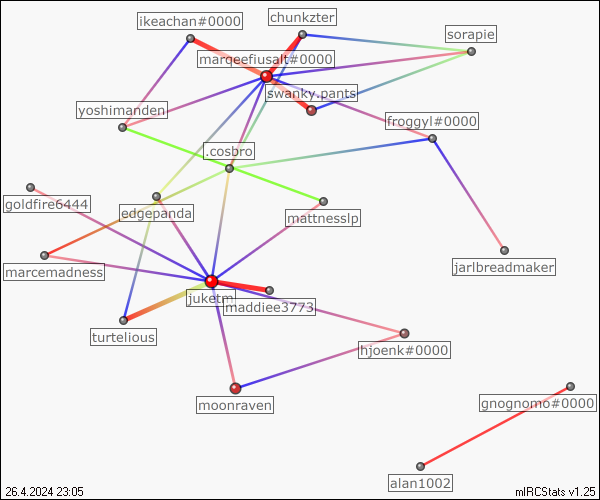 ikeachan#0000
chunkzter
sorapie
marqeefiusalt#0000
swanky.pants
yoshimanden
froggyl#0000
.cosbro
goldfire6444
edgepanda
mattnesslp
marcemadness
jarlbreadmaker
juketm
maddiee3773
turtelious
hjoenk#0000
moonraven
gnognomo#0000
alan1002
26.4.2024 23:05
mIRCStats v1.25